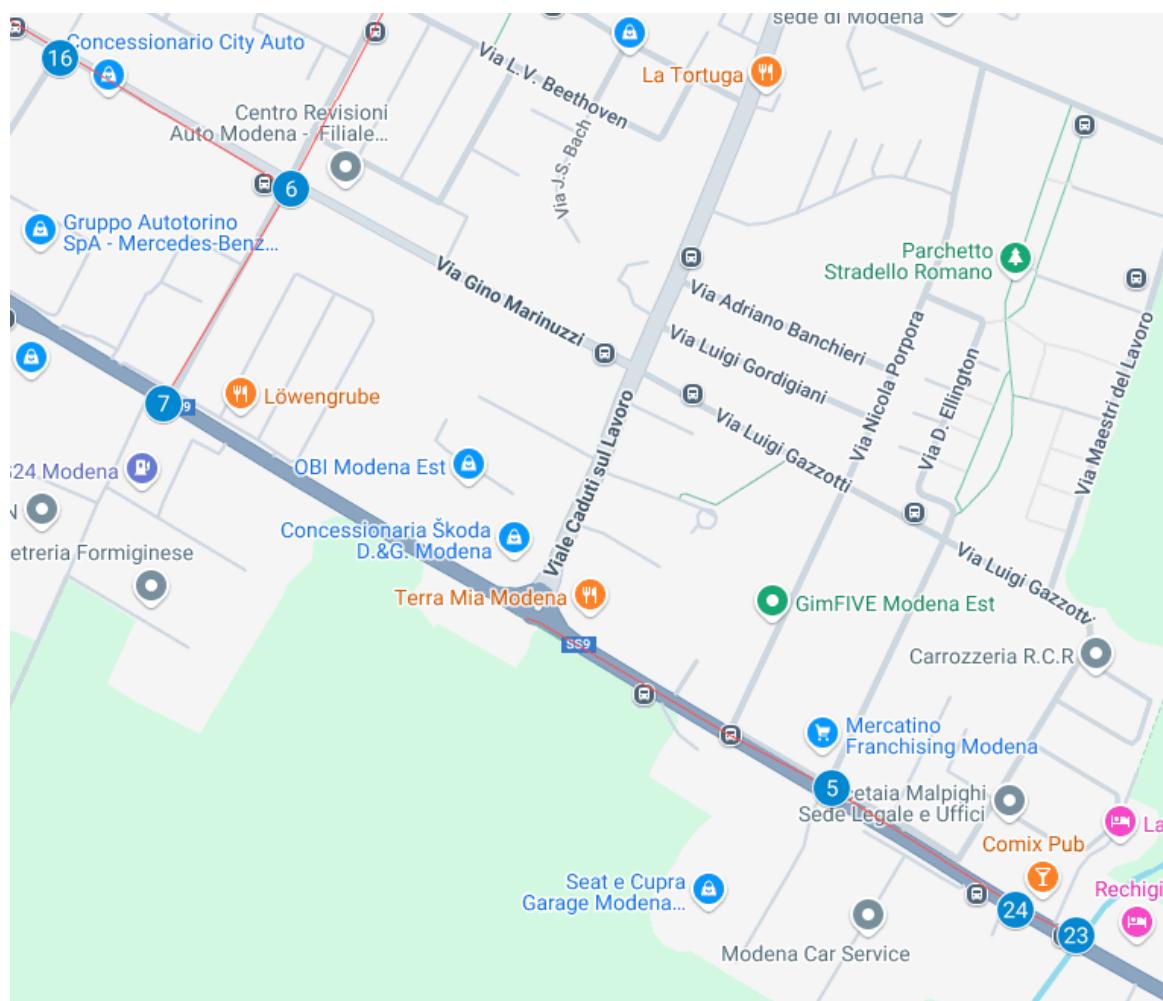 sede di Modena
16
Concessionario City Auto
Via L.V. Beethoven
La Tortuga
Centro Revisioni
Auto Modena - Filiale...
Via J.S. Bach
6
Gruppo Autotorino
SpA - Mercedes-Benz...
Parchetto
Stradello Romano
Via Gino Marinuzzi
Via Adriano Banchieri
Via Luigi Gordigiani
Via Nicola Porpora
Via D. Ellington
Via Maestri del Lavoro
7
Löwengrube
Viale Caduti sul Lavoro
Via Luigi Gazzotti
OBI Modena Est
Modena
Concessionaria Škoda
D.&G. Modena
etreria Formiginese
Via Luigi Gazzotti
Terra Mia Modena
GimFIVE Modena Est
SS9
Carrozzeria R.C.R
Mercatino
Franchising Modena
5
cetaia Malpighi
Sede Legale e Uffici
La
Comix Pub
Seat e Cupra
Garage Modena...
Rechigi
24
23
Modena Car Service